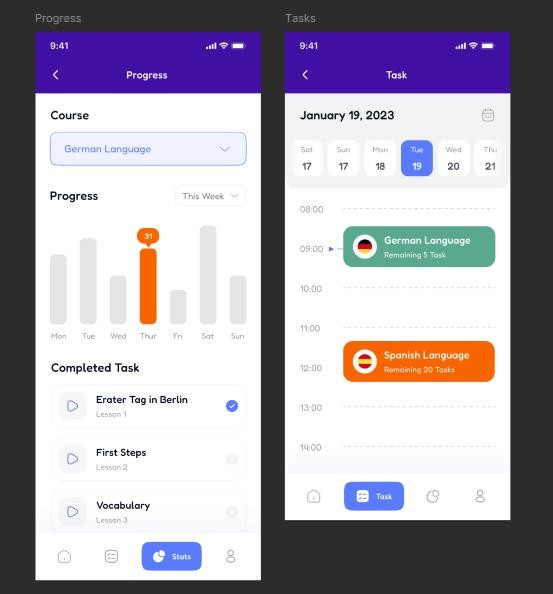 Progress
9:41
Progress
Course
German Language
Progress
This Week
31
Mon Tue Wed Thur Fri Sat Sun
Completed Task
Erater Tag in Berlin
Lesson 1
First Steps
Lesson 2
Vocabulary
Lesson 3
Stats
Tasks
9:41
Task
January 19, 2023
Sat Sun Mon Tue Wed Thu
17 17 18 19 20 21
08:00
German Language
09:00
Remaining 5 Task
10:00
11:00
Spanish Language
12:00
Remaining 20 Tasks
13:00
14:00
Task